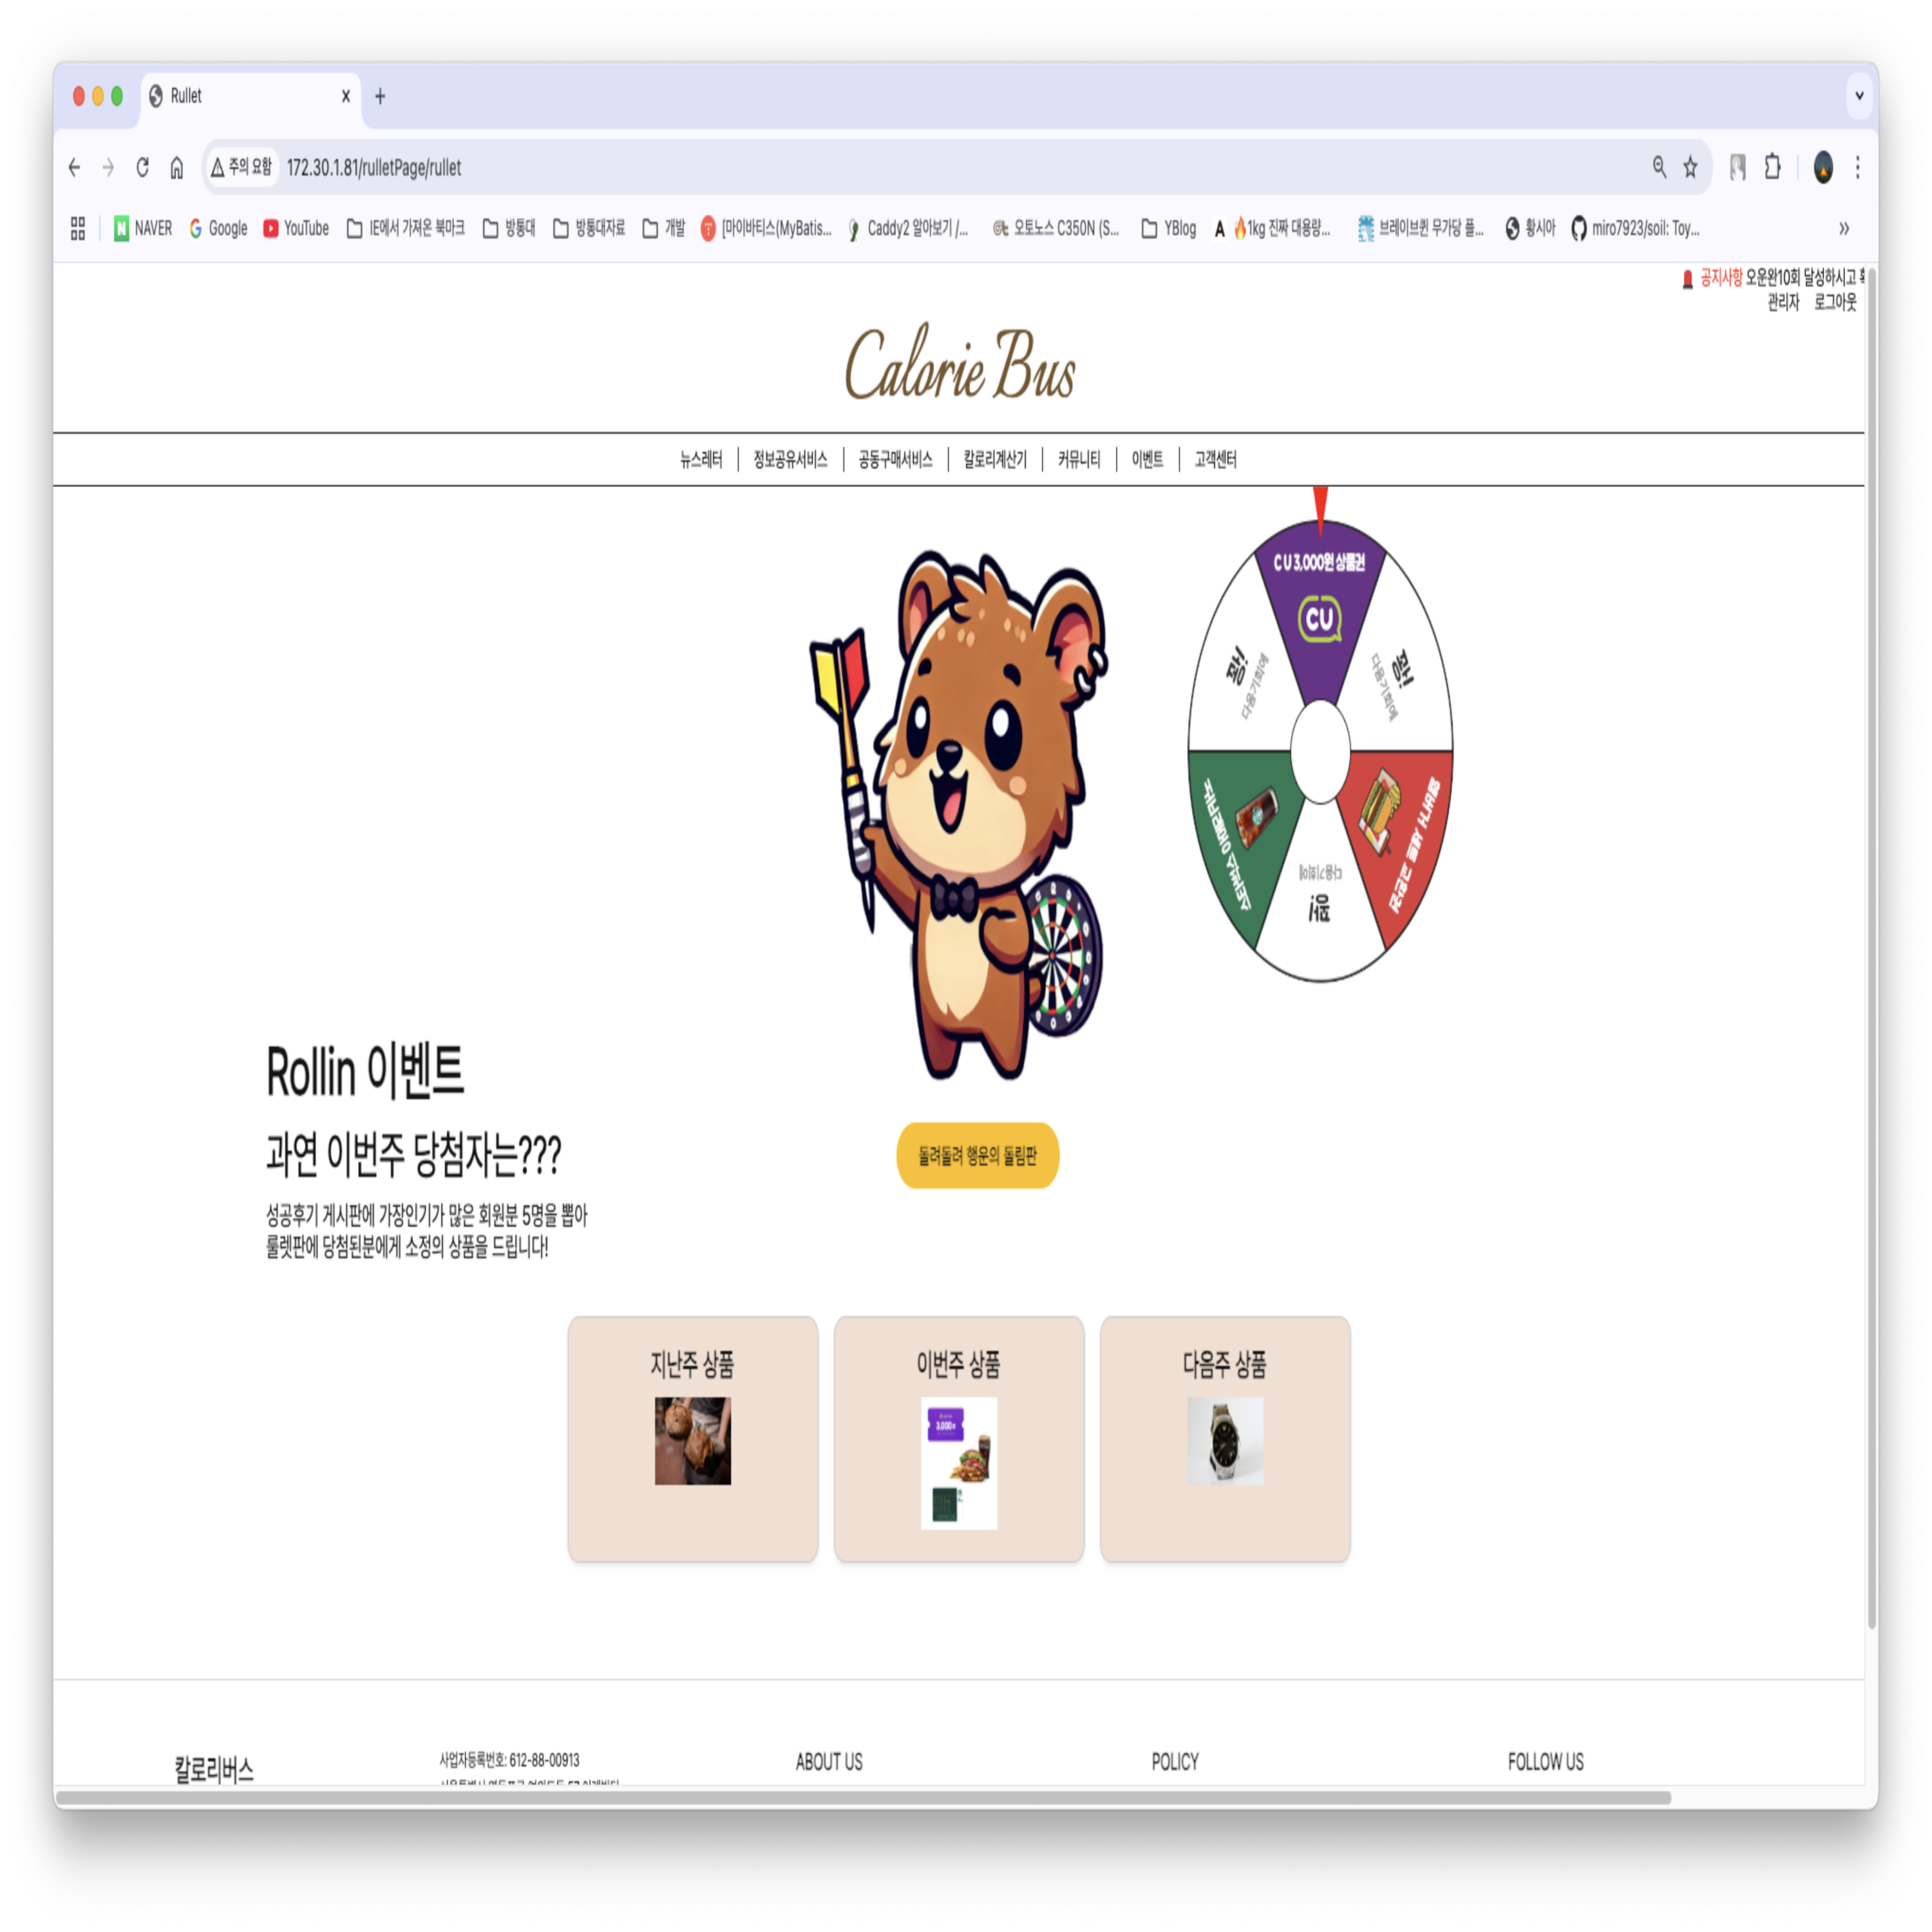 Rullet
주의 요함 172.30.1.81/rulletPage/rullet
NAVER Google YouTube IE에서 가져온 북마크 방통대 방통대자료 개발 [마이바티스(MyBatis... Caddy2 알아보기 /... 오토노스 C350N (S... YBlog 🔥1kg 진짜 대용량... 브레이브퀸 무가당 플... 황시아 miro7923/soil: Toy...
공지사항 오운완10회 달성하시고
관리자 로그아웃
Calorie Bus
뉴스레터 | 정보공유서비스 | 공동구매서비스 | 칼로리계산기 | 커뮤니티 | 이벤트 | 고객센터
CU 3,000원 상품권
CU
꽝!
다음기회에
꽝!
다음기회에
다음기회에
꽝!
Rollin 이벤트
과연 이번주 당첨자는???
성공후기 게시판에 가장인기가 많은 회원분 5명을 뽑아
룰렛판에 당첨된분에게 소정의 상품을 드립니다!
돌려돌려 행운의 돌림판
지난주 상품
이번주 상품
다음주 상품
3,000
칼로리버스
사업자등록번호: 612-88-00913
ABOUT US
POLICY
FOLLOW US